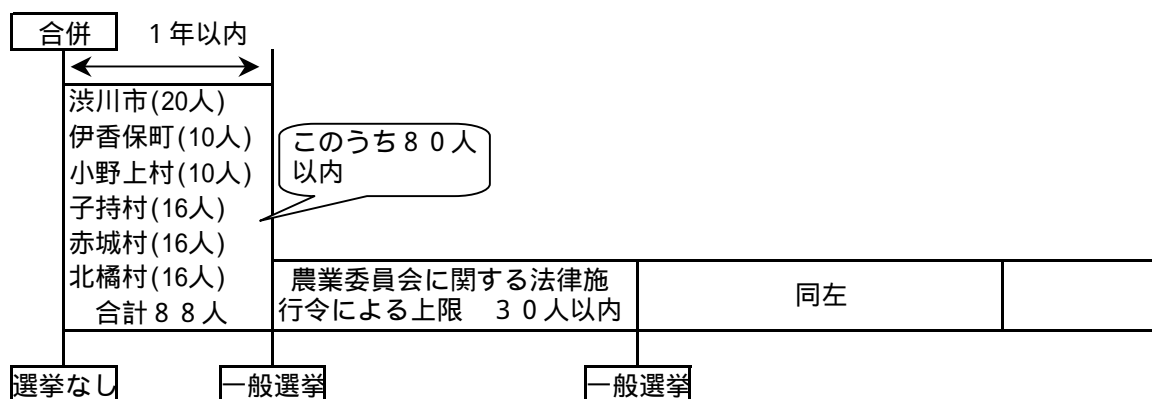 合併
1年以内
渋川市(20人)
伊香保町(10人)
小野上村(10人)
子持村(16人)
赤城村(16人)
北橘村(16人)
合計88人
このうち80人
以内
農業委員会に関する法律施
行令による上限 30人以内
同左
選挙なし
一般選挙
一般選挙